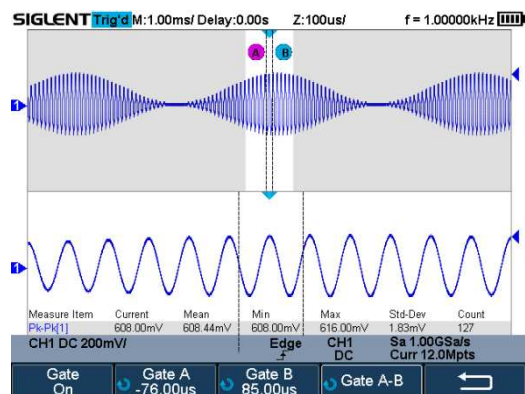 SIGLENT Trig'd M:1.00ms/ Delay:0.00s Z:100us/ f = 1.00000kHz
A B
1
1
Measure Item Current Mean Min Max Std-Dev Count
Pk-Pk[1] 608.00mV 608.44mV 608.00mV 616.00mV 1.83mV 127
CH1 DC 200mV/ Edge CH1 Sa 1.00GSa/s
DC Curr 12.0Mpts
Gate Gate A Gate B Gate A-B
On -76.00us 85.00us